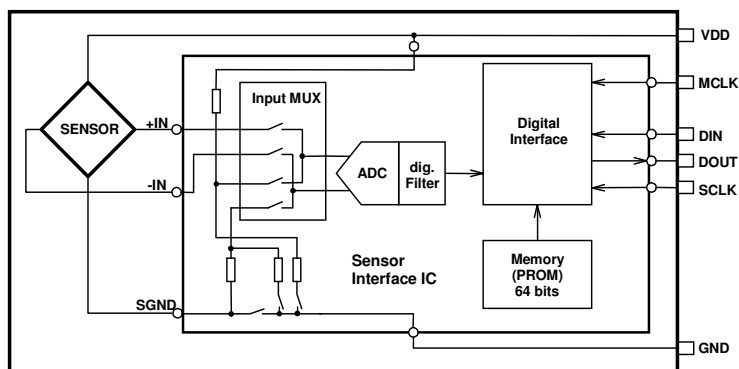 VDD
MCLK
Input MUX
SENSOR
+IN
Digital
Interface
DIN
DOUT
ADC
dig.
Filter
-IN
SCLK
Sensor
Interface IC
Memory
(PROM)
64 bits
SGND
GND